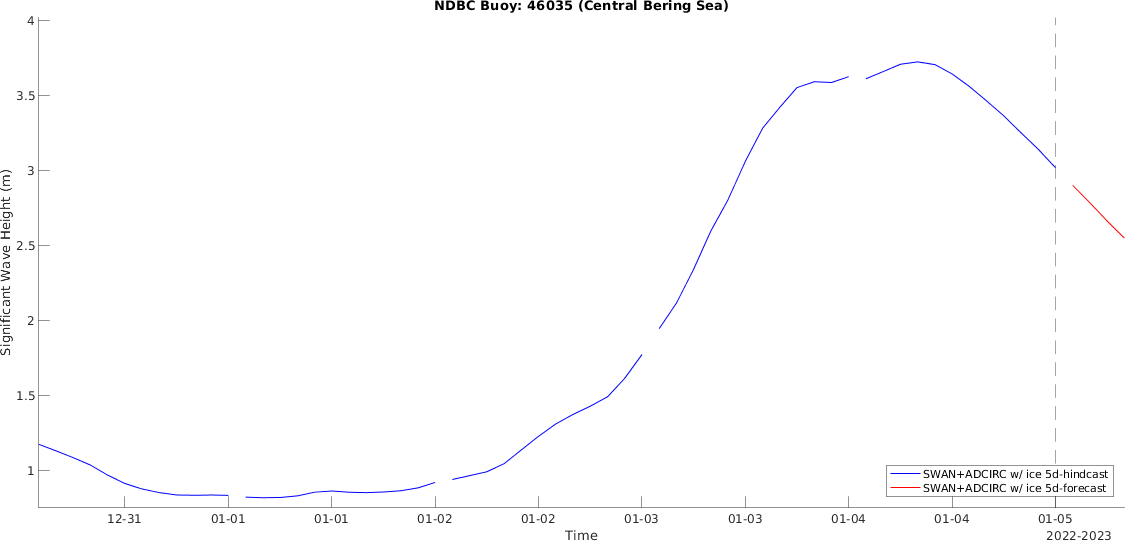 NDBC Buoy: 46035 (Central Bering Sea)
4
3.5
3
2.5
2
1.5
1
Significant Wave Height (m)
SWAN+ADCIRC w/ ice 5d-hindcast
SWAN+ADCIRC w/ ice 5d-forecast
12-31 01-01 01-01 01-02 01-02 01-03 01-03 01-04 01-04 01-05
Time
2022-2023